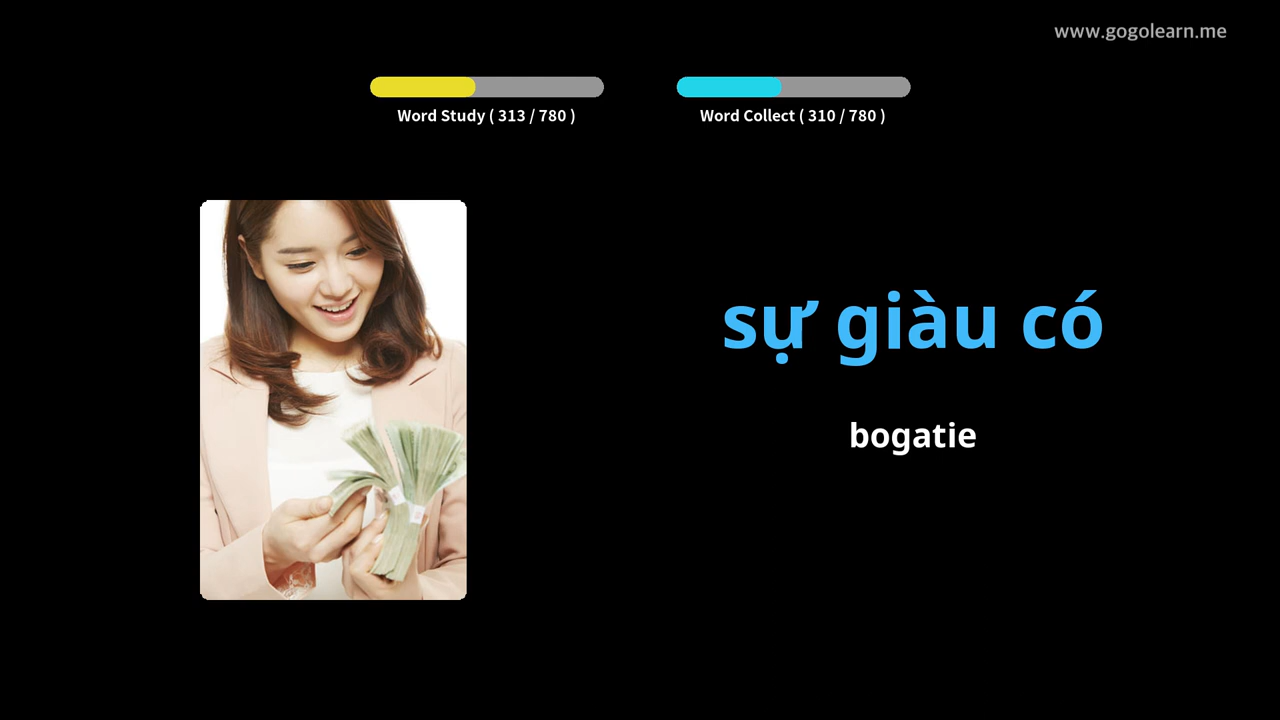 www.gogolearn.me
Word Study ( 313 / 780 )
Word Collect ( 310 / 780 )
sự giàu có
bogatie